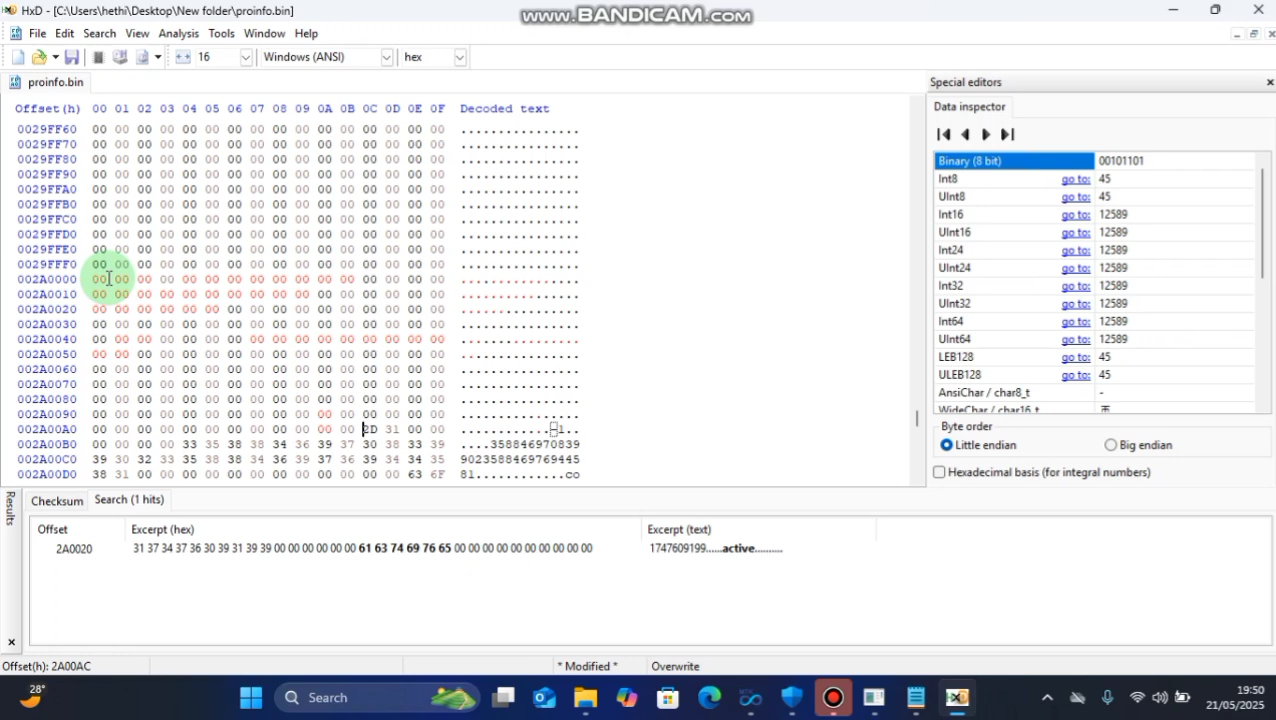 HxD - [C:\Users\hethi\Desktop\New folder\proinfo.bin]
www.BANDICAM.com
File Edit Search View Analysis Tools Window Help
16 Windows (ANSI) hex
proinfo.bin
Special editors
Offset(h) 00 01 02 03 04 05 06 07 08 09 0A 0B 0C 0D 0E 0F Decoded text
Data inspector
0029FF60 00 00 00 00 00 00 00 00 00 00 00 00 00 00 00 00 ................
0029FF70 00 00 00 00 00 00 00 00 00 00 00 00 00 00 00 00 ................
0029FF80 00 00 00 00 00 00 00 00 00 00 00 00 00 00 00 00 ................
0029FF90 00 00 00 00 00 00 00 00 00 00 00 00 00 00 00 00 ................
0029FFA0 00 00 00 00 00 00 00 00 00 00 00 00 00 00 00 00 ................
0029FFB0 00 00 00 00 00 00 00 00 00 00 00 00 00 00 00 00 ................
0029FFC0 00 00 00 00 00 00 00 00 00 00 00 00 00 00 00 00 ................
0029FFD0 00 00 00 00 00 00 00 00 00 00 00 00 00 00 00 00 ................
0029FFE0 00 00 00 00 00 00 00 00 00 00 00 00 00 00 00 00 ................
0029FFF0 00 00 00 00 00 00 00 00 00 00 00 00 00 00 00 00 ................
002A0000 00 00 00 00 00 00 00 00 00 00 00 00 00 00 00 00 ................
002A0010 00 00 00 00 00 00 00 00 00 00 00 00 00 00 00 00 ................
002A0020 00 00 00 00 00 00 00 00 00 00 00 00 00 00 00 00 ................
002A0030 00 00 00 00 00 00 00 00 00 00 00 00 00 00 00 00 ................
002A0040 00 00 00 00 00 00 00 00 00 00 00 00 00 00 00 00 ................
002A0050 00 00 00 00 00 00 00 00 00 00 00 00 00 00 00 00 ................
002A0060 00 00 00 00 00 00 00 00 00 00 00 00 00 00 00 00 ................
002A0070 00 00 00 00 00 00 00 00 00 00 00 00 00 00 00 00 ................
002A0080 00 00 00 00 00 00 00 00 00 00 00 00 00 00 00 00 ................
002A0090 00 00 00 00 00 00 00 00 00 00 00 00 00 00 00 00 ................
002A00A0 00 00 00 00 00 00 00 00 00 00 00 00 2D 31 00 00 ............-1..
002A00B0 00 00 00 00 33 35 38 38 34 36 39 37 30 38 33 39 ....358846970839
002A00C0 39 30 32 33 35 38 38 34 36 39 37 36 39 34 34 35 9023588469769445
002A00D0 38 31 00 00 00 00 00 00 00 00 00 00 00 00 63 6F 81............co
Binary (8 bit) 00101101
Int8 go to: 45
UInt8 go to: 45
Int16 go to: 12589
UInt16 go to: 12589
Int24 go to: 12589
UInt24 go to: 12589
Int32 go to: 12589
UInt32 go to: 12589
Int64 go to: 12589
UInt64 go to: 12589
LEB128 go to: 45
ULEB128 go to: 45
AnsiChar / char8_t -
WideChar / char16_t
Byte order
Little endian Big endian
Hexadecimal basis (for integral numbers)
Results
Checksum Search (1 hits)
Offset Excerpt (hex) Excerpt (text)
2A0020 31 37 34 37 36 30 39 31 39 39 00 00 00 00 00 00 61 63 74 69 76 65 00 00 00 00 00 00 00 00 00 00 1747609199......active..........
Offset(h): 2A00AC * Modified * Overwrite
28°
Search
19:50
21/05/2025